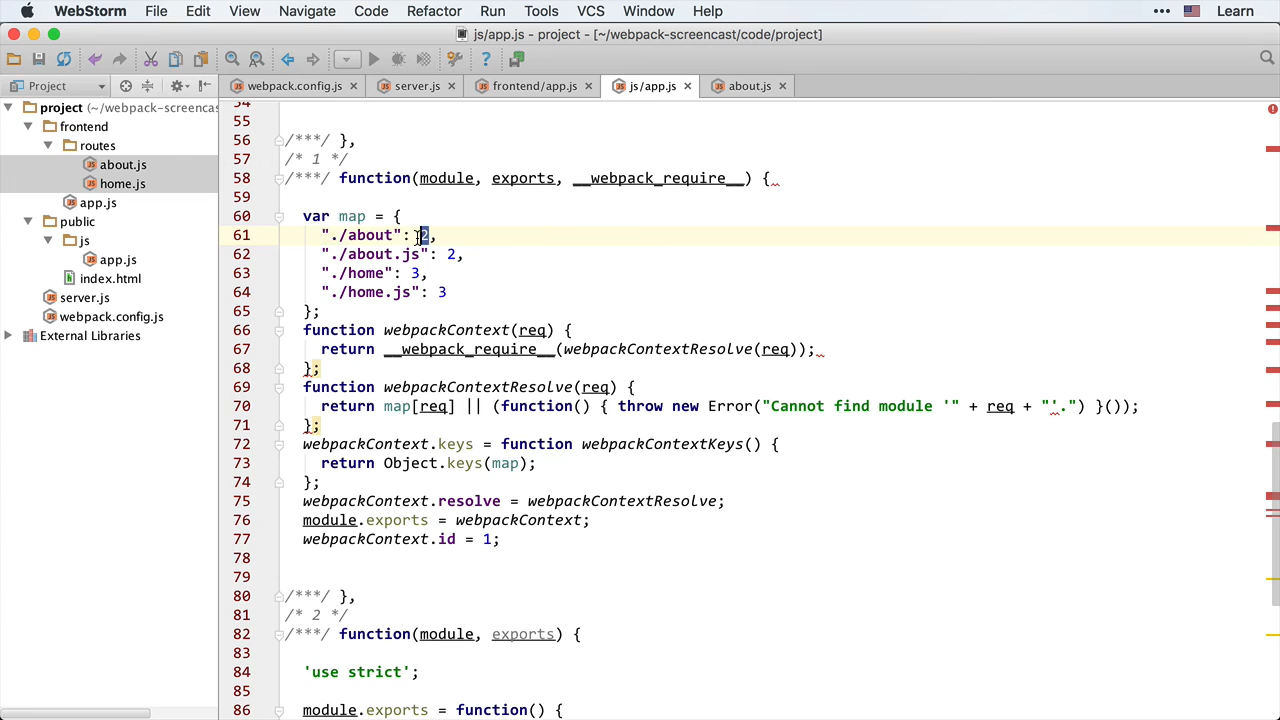 WebStorm File Edit View Navigate Code Refactor Run Tools VCS Window Help ••• Learn
js/app.js - project - [~/webpack-screencast/code/project]
Project webpack.config.js server.js frontend/app.js js/app.js about.js
project (~/webpack-screencas
frontend
routes
about.js
home.js
app.js
public
js
app.js
index.html
server.js
webpack.config.js
External Libraries
54
55
56 /***/ },
57 /* 1 */
58 /***/ function(module, exports, __webpack_require__) {
59
60 var map = {
61 "./about": 2,
62 "./about.js": 2,
63 "./home": 3,
64 "./home.js": 3
65 };
66 function webpackContext(req) {
67 return __webpack_require__(webpackContextResolve(req));
68 };
69 function webpackContextResolve(req) {
70 return map[req] || (function() { throw new Error("Cannot find module '" + req + "'.") }());
71 };
72 webpackContext.keys = function webpackContextKeys() {
73 return Object.keys(map);
74 };
75 webpackContext.resolve = webpackContextResolve;
76 module.exports = webpackContext;
77 webpackContext.id = 1;
78
79
80 /***/ },
81 /* 2 */
82 /***/ function(module, exports) {
83
84 'use strict';
85
86 module.exports = function() {